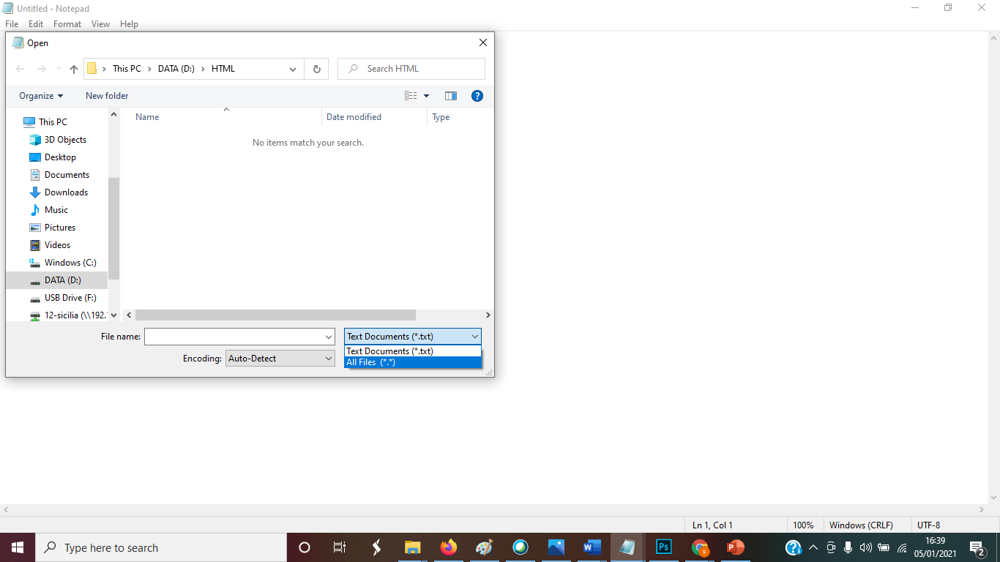 Untitled - Notepad
File Edit Format View Help
Open
This PC DATA (D:) HTML
Search HTML
Organize New folder
Name Date modified Type
No items match your search.
This PC
3D Objects
Desktop
Documents
Downloads
Music
Pictures
Videos
Windows (C:)
DATA (D:)
USB Drive (F:)
12-sicilia (\\192.
File name: Text Documents (*.txt)
Text Documents (*.txt)
Encoding: Auto-Detect
All Files (*.*)
Ln 1, Col 1 100% Windows (CRLF) UTF-8
Type here to search
16:39
05/01/2021
2